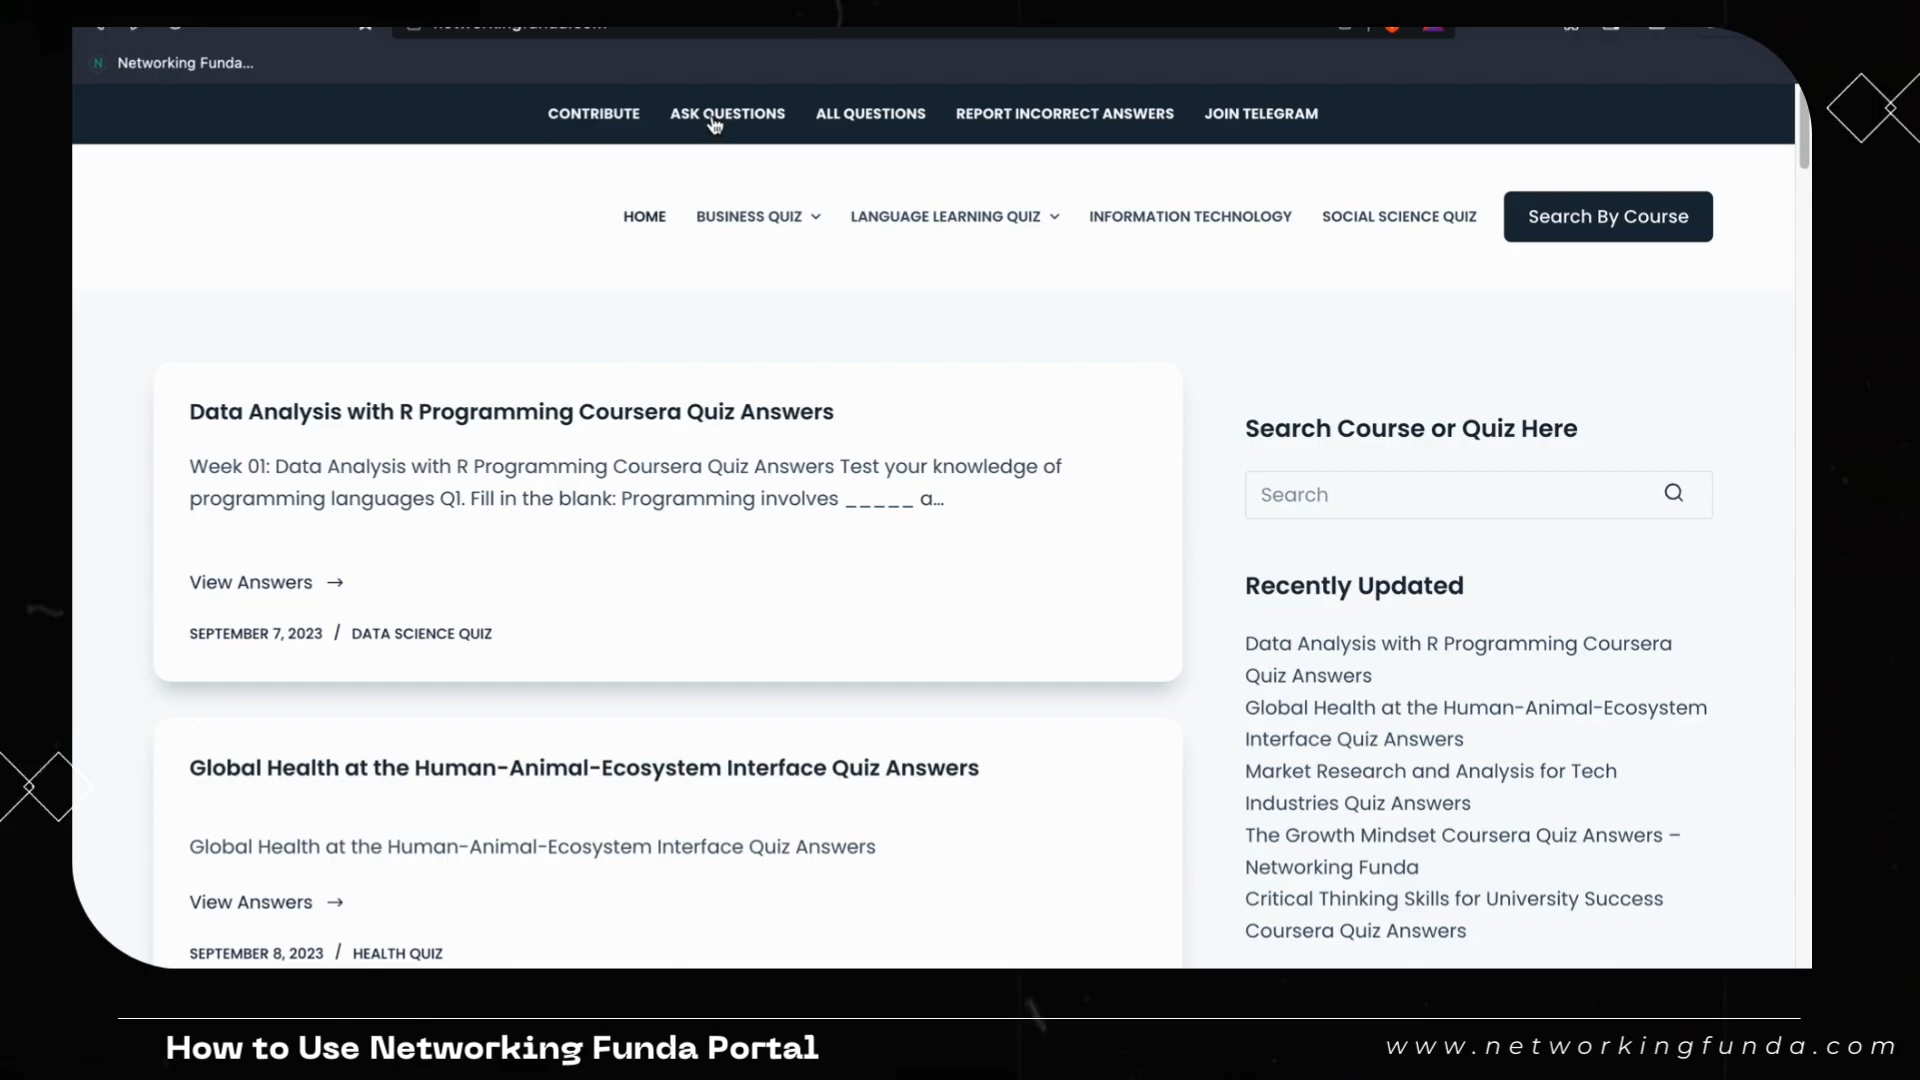 Networking Funda...
CONTRIBUTE ASK QUESTIONS ALL QUESTIONS REPORT INCORRECT ANSWERS JOIN TELEGRAM
HOME BUSINESS QUIZ LANGUAGE LEARNING QUIZ INFORMATION TECHNOLOGY SOCIAL SCIENCE QUIZ Search By Course
Data Analysis with R Programming Coursera Quiz Answers
Week 01: Data Analysis with R Programming Coursera Quiz Answers Test your knowledge of
programming languages Q1. Fill in the blank: Programming involves _____ a...
View Answers →
SEPTEMBER 7, 2023 / DATA SCIENCE QUIZ
Global Health at the Human-Animal-Ecosystem Interface Quiz Answers
Global Health at the Human-Animal-Ecosystem Interface Quiz Answers
View Answers →
SEPTEMBER 8, 2023 / HEALTH QUIZ
Search Course or Quiz Here
Search
Recently Updated
Data Analysis with R Programming Coursera
Quiz Answers
Global Health at the Human-Animal-Ecosystem
Interface Quiz Answers
Market Research and Analysis for Tech
Industries Quiz Answers
The Growth Mindset Coursera Quiz Answers –
Networking Funda
Critical Thinking Skills for University Success
Coursera Quiz Answers
How to Use Networking Funda Portal
www.networkingfunda.com